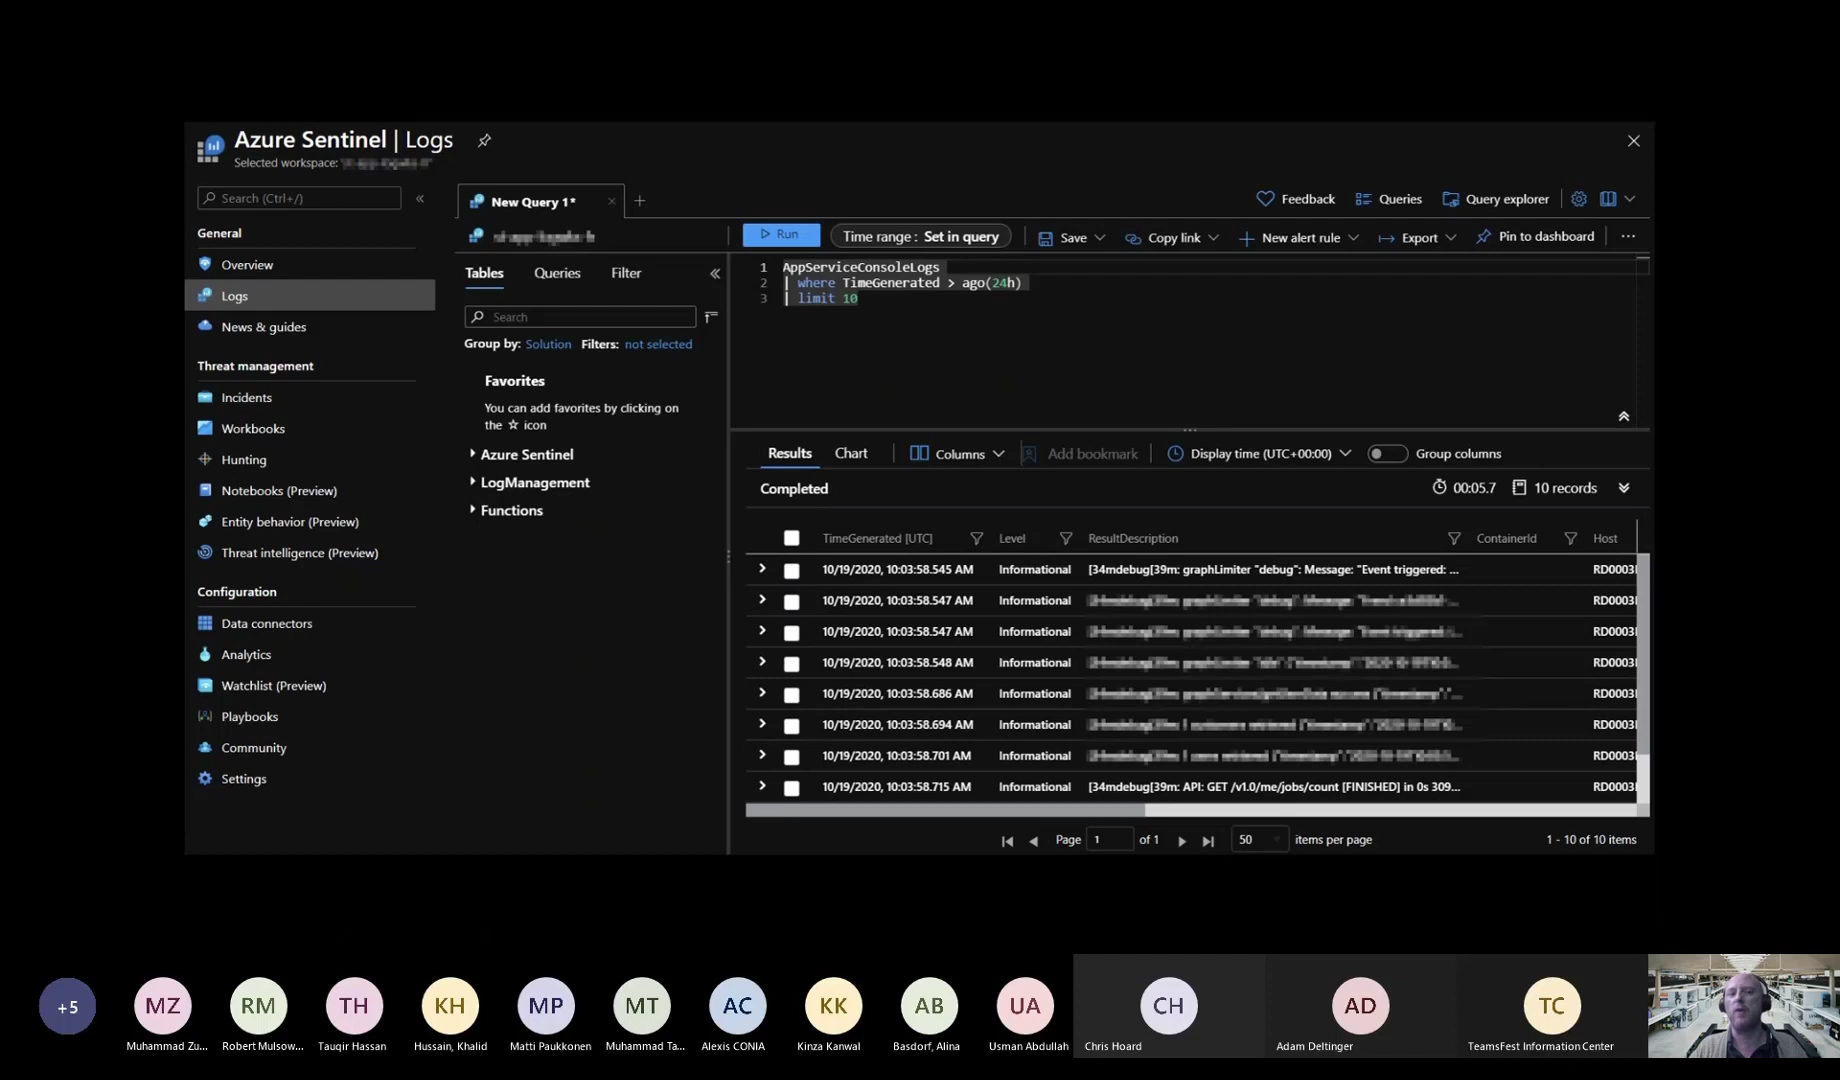 Azure Sentinel | Logs
Selected workspace:
Search (Ctrl+/)
«
General
Overview
Logs
News & guides
Threat management
Incidents
Workbooks
Hunting
Notebooks (Preview)
Entity behavior (Preview)
Threat intelligence (Preview)
Configuration
Data connectors
Analytics
Watchlist (Preview)
Playbooks
Community
Settings
New Query 1*
Feedback Queries Query explorer
Run Time range : Set in query Save Copy link New alert rule Export Pin to dashboard ...
Tables Queries Filter «
Search
Group by: Solution Filters: not selected
Favorites
You can add favorites by clicking on
the ☆ icon
Azure Sentinel
LogManagement
Functions
1 AppServiceConsoleLogs
2 | where TimeGenerated > ago(24h)
3 | limit 10
Results Chart Columns Add bookmark Display time (UTC+00:00) Group columns
Completed 00:05.7 10 records
TimeGenerated [UTC] Level ResultDescription ContainerId Host
10/19/2020, 10:03:58.545 AM Informational [34mdebug[39m: graphLimiter "debug": Message: "Event triggered: ... RD0003
10/19/2020, 10:03:58.547 AM Informational RD0003
10/19/2020, 10:03:58.547 AM Informational RD0003
10/19/2020, 10:03:58.548 AM Informational RD0003
10/19/2020, 10:03:58.686 AM Informational RD0003
10/19/2020, 10:03:58.694 AM Informational RD0003
10/19/2020, 10:03:58.701 AM Informational RD0003
10/19/2020, 10:03:58.715 AM Informational [34mdebug[39m: API: GET /v1.0/me/jobs/count [FINISHED] in 0s 309... RD0003
Page 1 of 1 50 items per page 1 - 10 of 10 items
+5 MZ RM TH KH MP MT AC KK AB UA CH AD TC
Muhammad Zu... Robert Mulsow... Tauqir Hassan Hussain, Khalid Matti Paukkonen Muhammad Ta... Alexis CONIA Kinza Kanwal Basdorf, Alina Usman Abdullah Chris Hoard Adam Deltinger TeamsFest Information Center